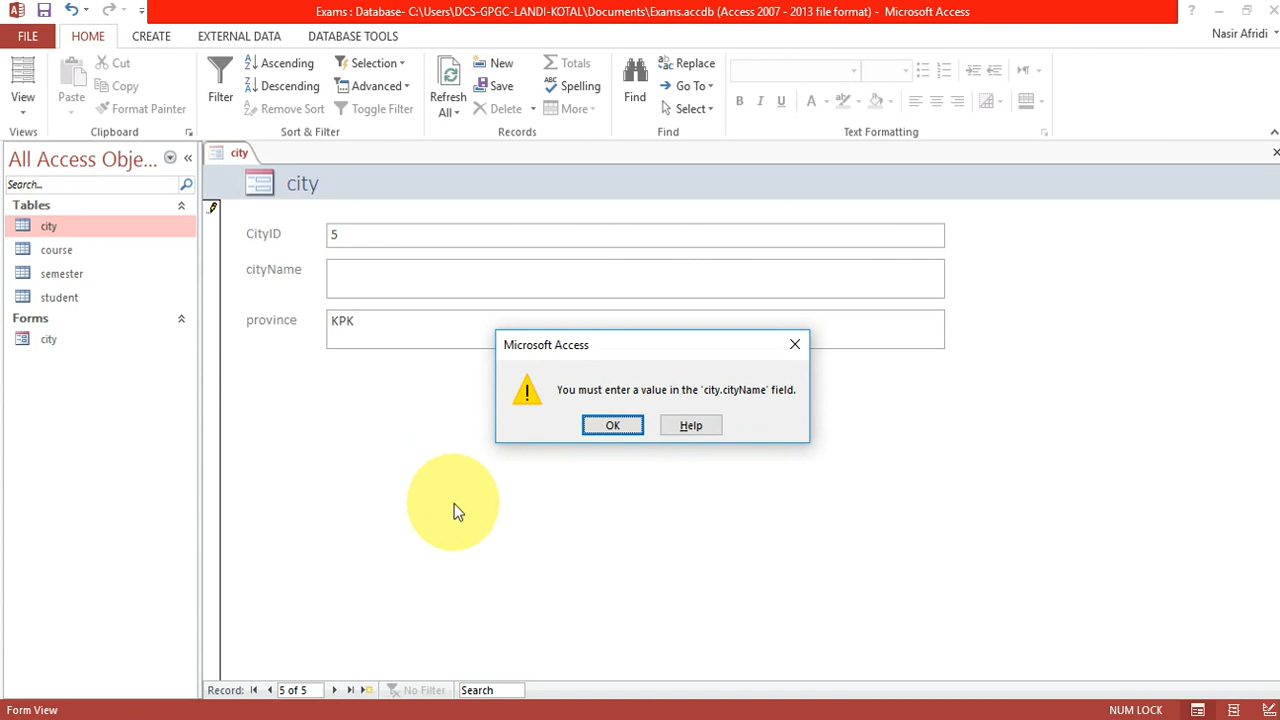 Exams : Database- C:\Users\DCS-GPGC-LANDI-KOTAL\Documents\Exams.accdb (Access 2007 - 2013 file format) - Microsoft Access
FILE HOME CREATE EXTERNAL DATA DATABASE TOOLS Nasir Afridi
View
Views
Paste
Cut
Copy
Format Painter
Clipboard
Filter
Ascending
Descending
Remove Sort
Selection
Advanced
Toggle Filter
Sort & Filter
Refresh
All
New
Save
Delete
Totals
Spelling
More
Records
Find
Replace
Go To
Select
Find
B I U A
Text Formatting
All Access Obje...
Search...
Tables
city
course
semester
student
Forms
city
city
city
CityID 5
cityName
province KPK
Microsoft Access
You must enter a value in the 'city.cityName' field.
OK Help
Record: 5 of 5 No Filter Search
Form View NUM LOCK